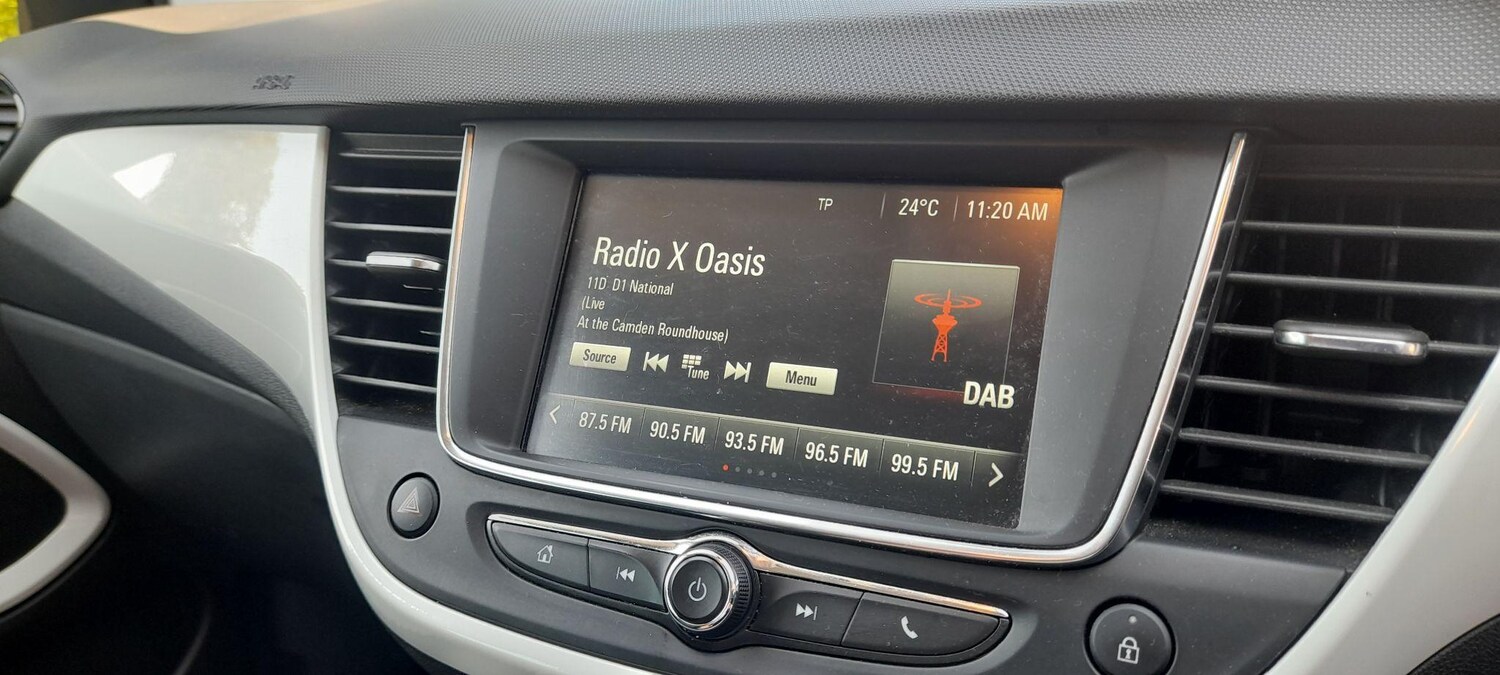 TP 24°C 11:20 AM
Radio X Oasis
11D D1 National
(Live
At the Camden Roundhouse)
Source Tune Menu
DAB
87.5 FM 90.5 FM 93.5 FM 96.5 FM 99.5 FM